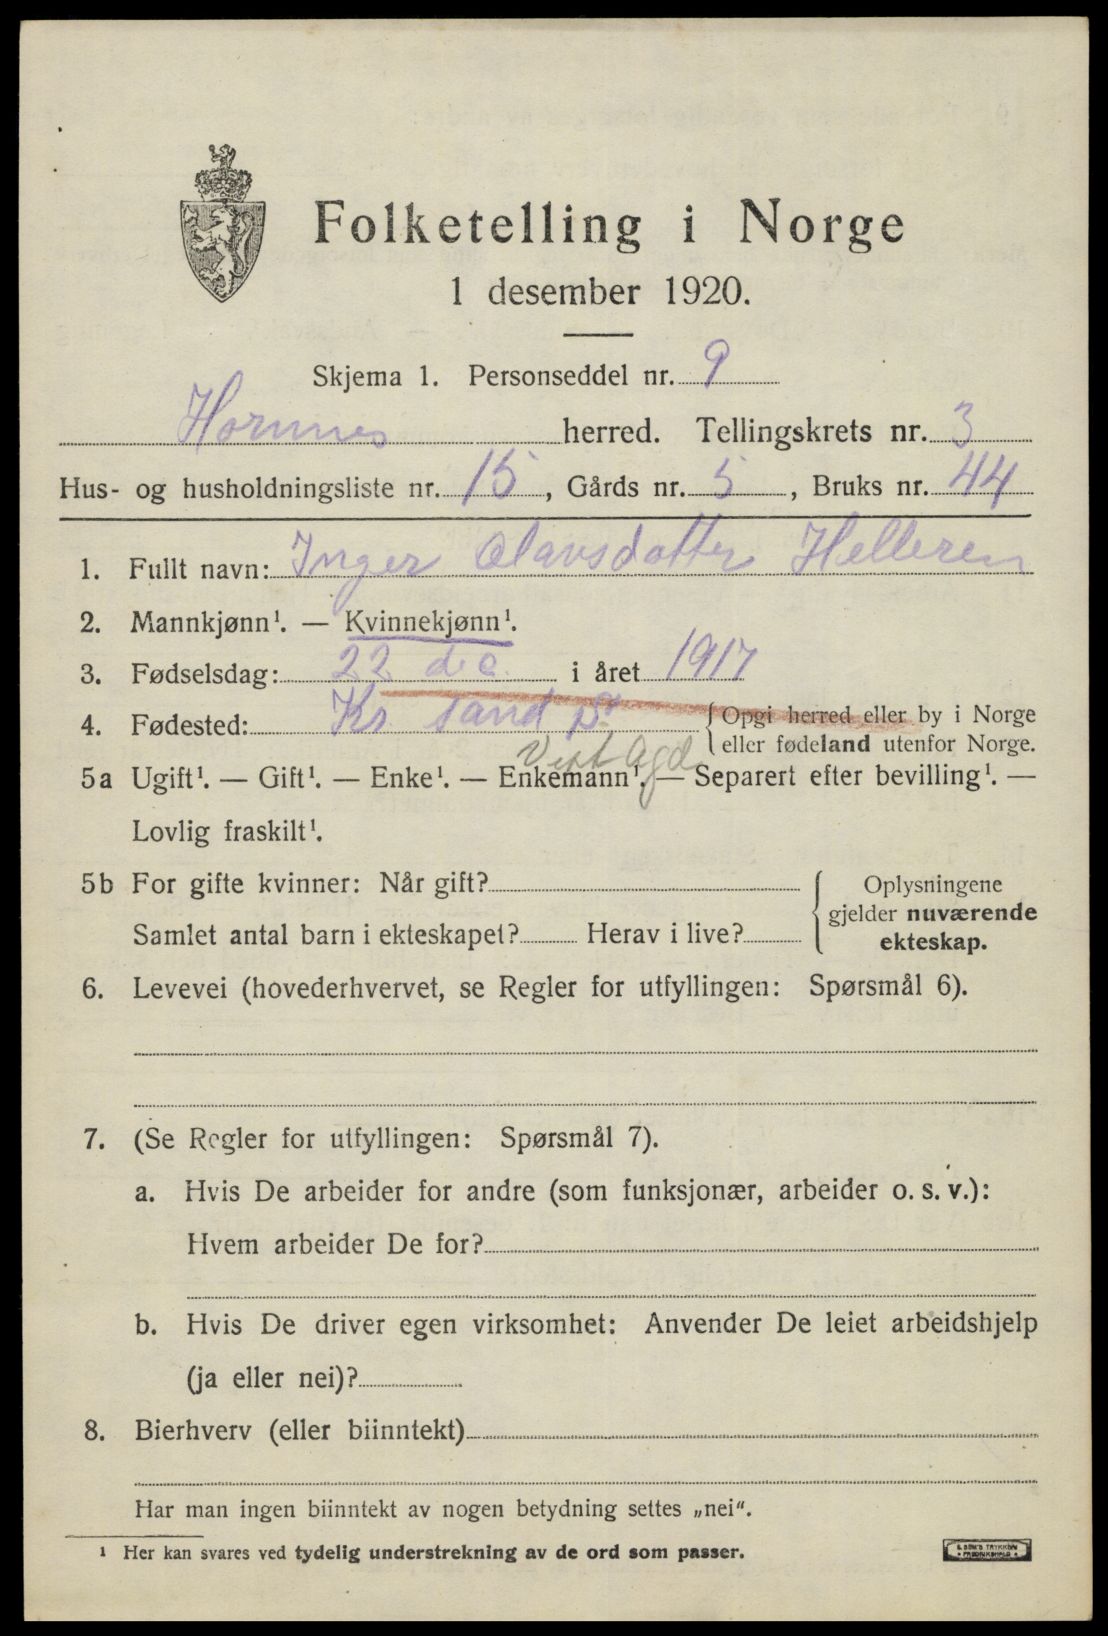 Folketelling i Norge
1 desember 1920.
Skjema 1. Personseddel nr. 9
Hornnes herred. Tellingskrets nr. 3
Hus- og husholdningsliste nr. 15, Gårds nr. 5, Bruks nr. 44
1. Fullt navn: Inger Olavsdatter Helleren
2. Mannkjønn¹. — Kvinnekjønn¹.
3. Fødselsdag: 22 dec. i året 1917
4. Fødested: Kr sand S. {Opgi herred eller by i Norge
eller fødeland utenfor Norge.
Vest Agd
5a Ugift¹. — Gift¹. — Enke¹. — Enkemann¹. — Separert efter bevilling¹. —
Lovlig fraskilt¹.
5b For gifte kvinner: Når gift? { Oplysningene
gjelder nuværende
Samlet antal barn i ekteskapet? Herav i live? ekteskap.
6. Levevei (hovederhvervet, se Regler for utfyllingen: Spørsmål 6).
7. (Se Regler for utfyllingen: Spørsmål 7).
a. Hvis De arbeider for andre (som funksjonær, arbeider o. s. v.):
Hvem arbeider De for?
b. Hvis De driver egen virksomhet: Anvender De leiet arbeidshjelp
(ja eller nei)?
8. Bierhverv (eller biinntekt)
Har man ingen biinntekt av nogen betydning settes „nei".
¹ Her kan svares ved tydelig understrekning av de ord som passer.